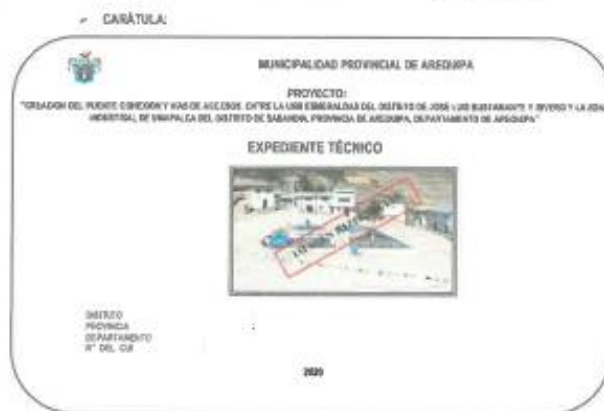 CARÁTULA:
MUNICIPALIDAD PROVINCIAL DE AREQUIPA
PROYECTO:
"CREACION DEL PUENTE CONEXION Y VIAS DE ACCESOS ENTRE LA URB ESMERALDAS DEL DISTRITO DE JOSE LUIS BUSTAMANTE Y RIVERO Y LA ZONA
INDUSTRIAL DE UMAPALCA DEL DISTRITO DE SABANDIA, PROVINCIA DE AREQUIPA, DEPARTAMENTO DE AREQUIPA"
EXPEDIENTE TÉCNICO
DISTRITO
PROVINCIA
DEPARTAMENTO
N° DEL CUI
:
2020